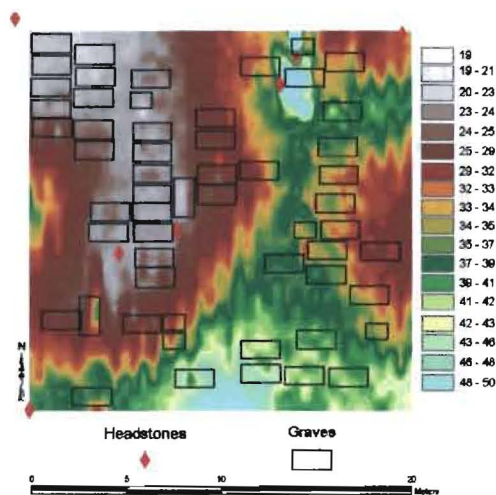 19
19 - 21
20 - 23
23 - 24
24 - 25
25 - 29
29 - 32
32 - 33
33 - 34
34 - 35
35 - 37
37 - 39
39 - 41
41 - 42
42 - 43
43 - 46
46 - 48
48 - 50
N
Headstones Graves
0 5 10 20
Meters